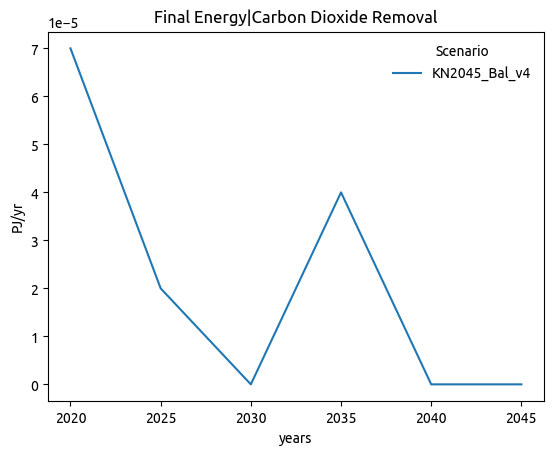 Final Energy|Carbon Dioxide Removal
1e−5
7
6
5
4
3
2
1
0
PJ/yr
Scenario
KN2045_Bal_v4
2020 2025 2030 2035 2040 2045
years